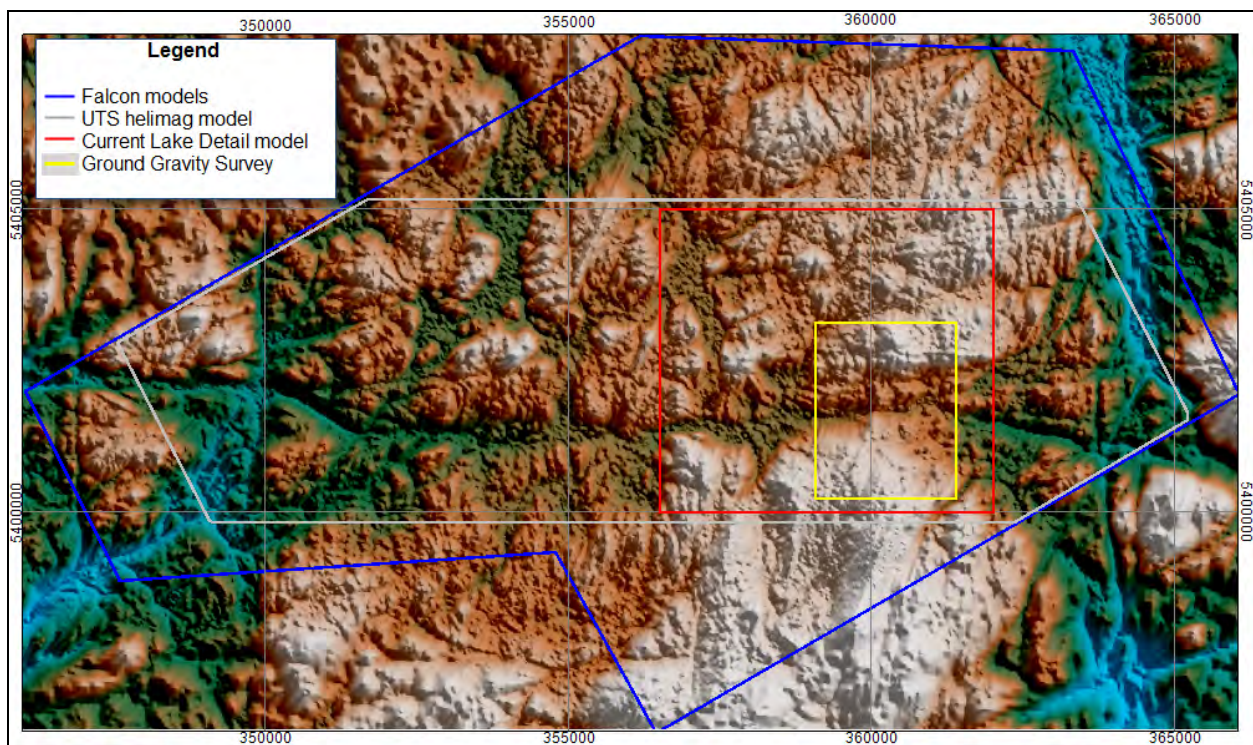 350000 355000 360000 365000
Legend
Falcon models
UTS helimag model
Current Lake Detail model
Ground Gravity Survey
5405000 5405000
5400000 5400000
350000 355000 360000 365000